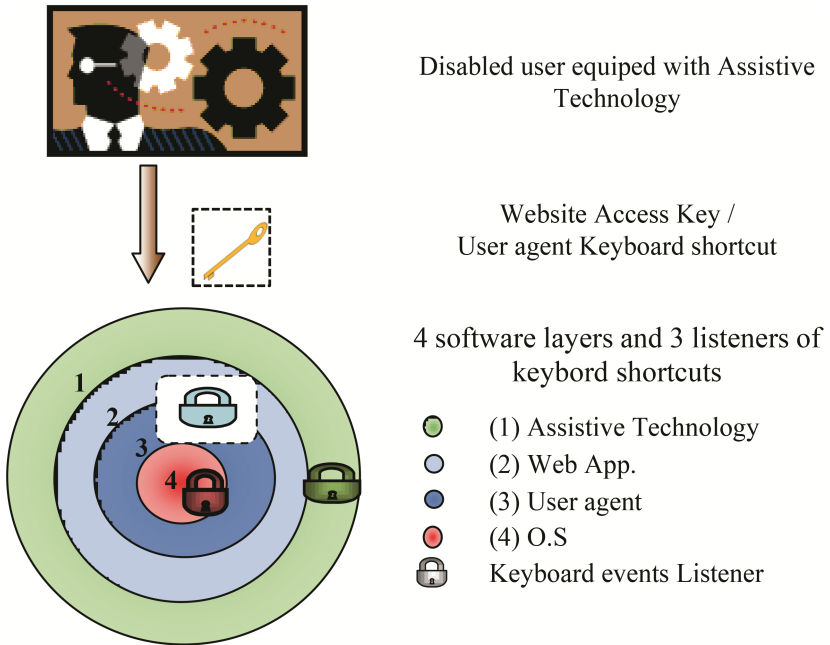 Disabled user equiped with Assistive
Technology
Website Access Key /
User agent Keyboard shortcut
4 software layers and 3 listeners of
keybord shortcuts
1
2
3
4
(1) Assistive Technology
(2) Web App.
(3) User agent
(4) O.S
Keyboard events Listener